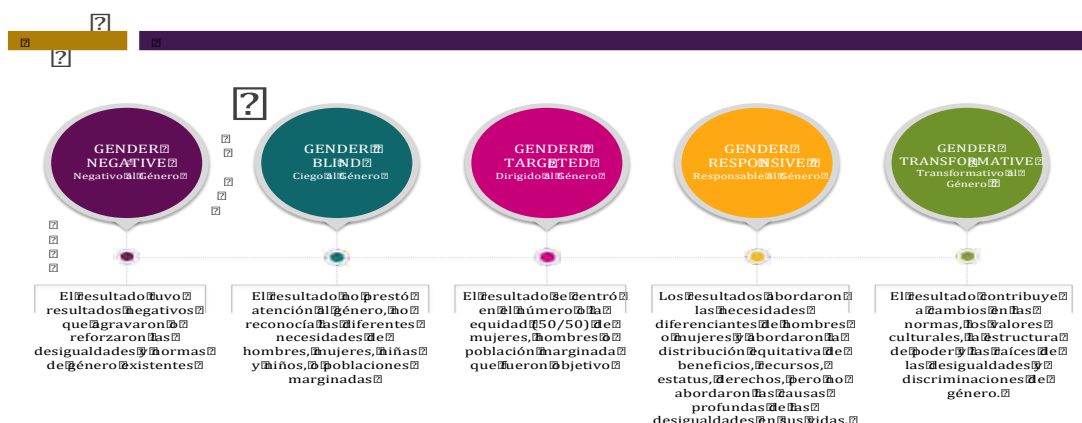 GENDER
NEGATIVE
Negativo al Género
GENDER
BLIND
Ciego al Género
GENDER
TARGETED
Dirigido al Género
GENDER
RESPONSIVE
Responsable al Género
GENDER
TRANSFORMATIVE
Transformativo al
Género
El resultado tuvo
resultados negativos
que agravaron o
reforzaron las
desigualdades y normas
de género existentes
El resultado no prestó
atención al género, no
reconocía las diferentes
necesidades de
hombres, mujeres, niñas
y niños, o poblaciones
marginadas
El resultado se centró
en el número o la
equidad (50/50) de
mujeres, hombres o
población marginada
que fueron objetivo
Los resultados abordaron
las necesidades
diferenciantes de hombres
o mujeres y abordaron la
distribución equitativa de
beneficios, recursos,
estatus, derechos, pero no
abordaron las causas
profundas de las
desigualdades en sus vidas.
El resultado contribuye
a cambios en las
normas, los valores
culturales, la estructura
de poder y las raíces de
las desigualdades y
discriminaciones de
género.